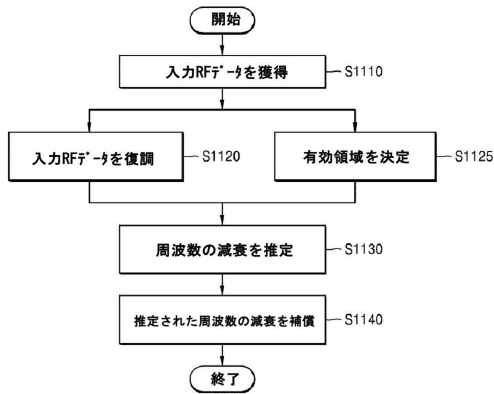 開始
入力RFデータを獲得
S1110
入力RFデータを復調
S1120
有効領域を決定
S1125
周波数の減衰を推定
S1130
推定された周波数の減衰を補償
S1140
終了